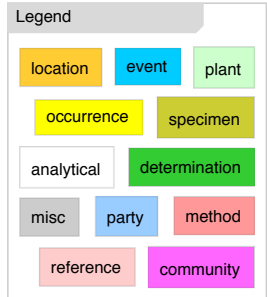 Legend
location event plant
occurrence specimen
analytical determination
misc party method
reference community